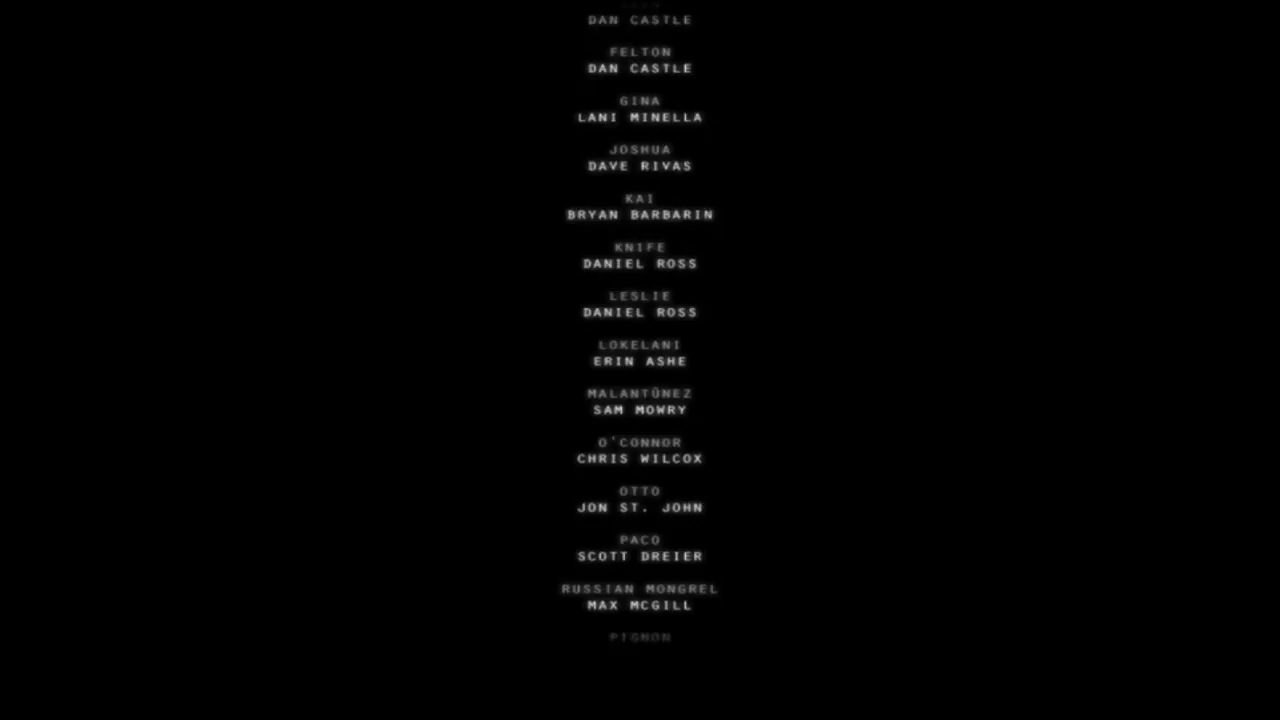 DAN CASTLE
FELTON
DAN CASTLE
GINA
LANI MINELLA
JOSHUA
DAVE RIVAS
KAI
BRYAN BARBARIN
KNIFE
DANIEL ROSS
LESLIE
DANIEL ROSS
LOKELANI
ERIN ASHE
MALANTÜNEZ
SAM MOWRY
O'CONNOR
CHRIS WILCOX
OTTO
JON ST. JOHN
PACO
SCOTT DREIER
RUSSIAN MONGREL
MAX MCGILL
PIGNON